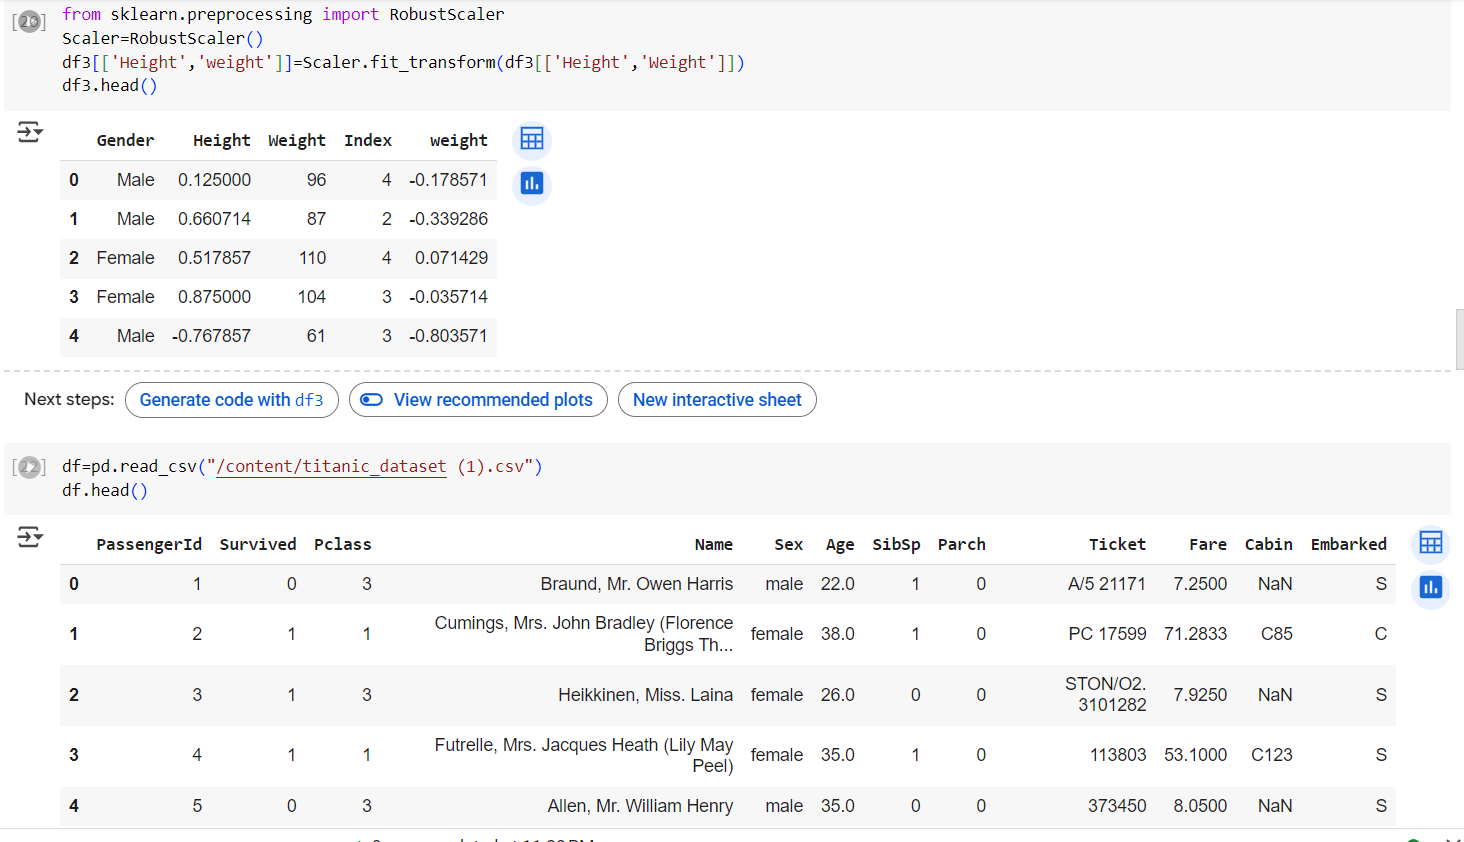 [20] from sklearn.preprocessing import RobustScaler
Scaler=RobustScaler()
df3[['Height','weight']]=Scaler.fit_transform(df3[['Height','Weight']])
df3.head()
Gender Height Weight Index weight
0 Male 0.125000 96 4 -0.178571
1 Male 0.660714 87 2 -0.339286
2 Female 0.517857 110 4 0.071429
3 Female 0.875000 104 3 -0.035714
4 Male -0.767857 61 3 -0.803571
Next steps: Generate code with df3 View recommended plots New interactive sheet
[22] df=pd.read_csv("/content/titanic_dataset (1).csv")
df.head()
PassengerId Survived Pclass Name Sex Age SibSp Parch Ticket Fare Cabin Embarked
0 1 0 3 Braund, Mr. Owen Harris male 22.0 1 0 A/5 21171 7.2500 NaN S
1 2 1 1 Cumings, Mrs. John Bradley (Florence
Briggs Th... female 38.0 1 0 PC 17599 71.2833 C85 C
2 3 1 3 Heikkinen, Miss. Laina female 26.0 0 0 STON/O2.
3101282 7.9250 NaN S
3 4 1 1 Futrelle, Mrs. Jacques Heath (Lily May
Peel) female 35.0 1 0 113803 53.1000 C123 S
4 5 0 3 Allen, Mr. William Henry male 35.0 0 0 373450 8.0500 NaN S